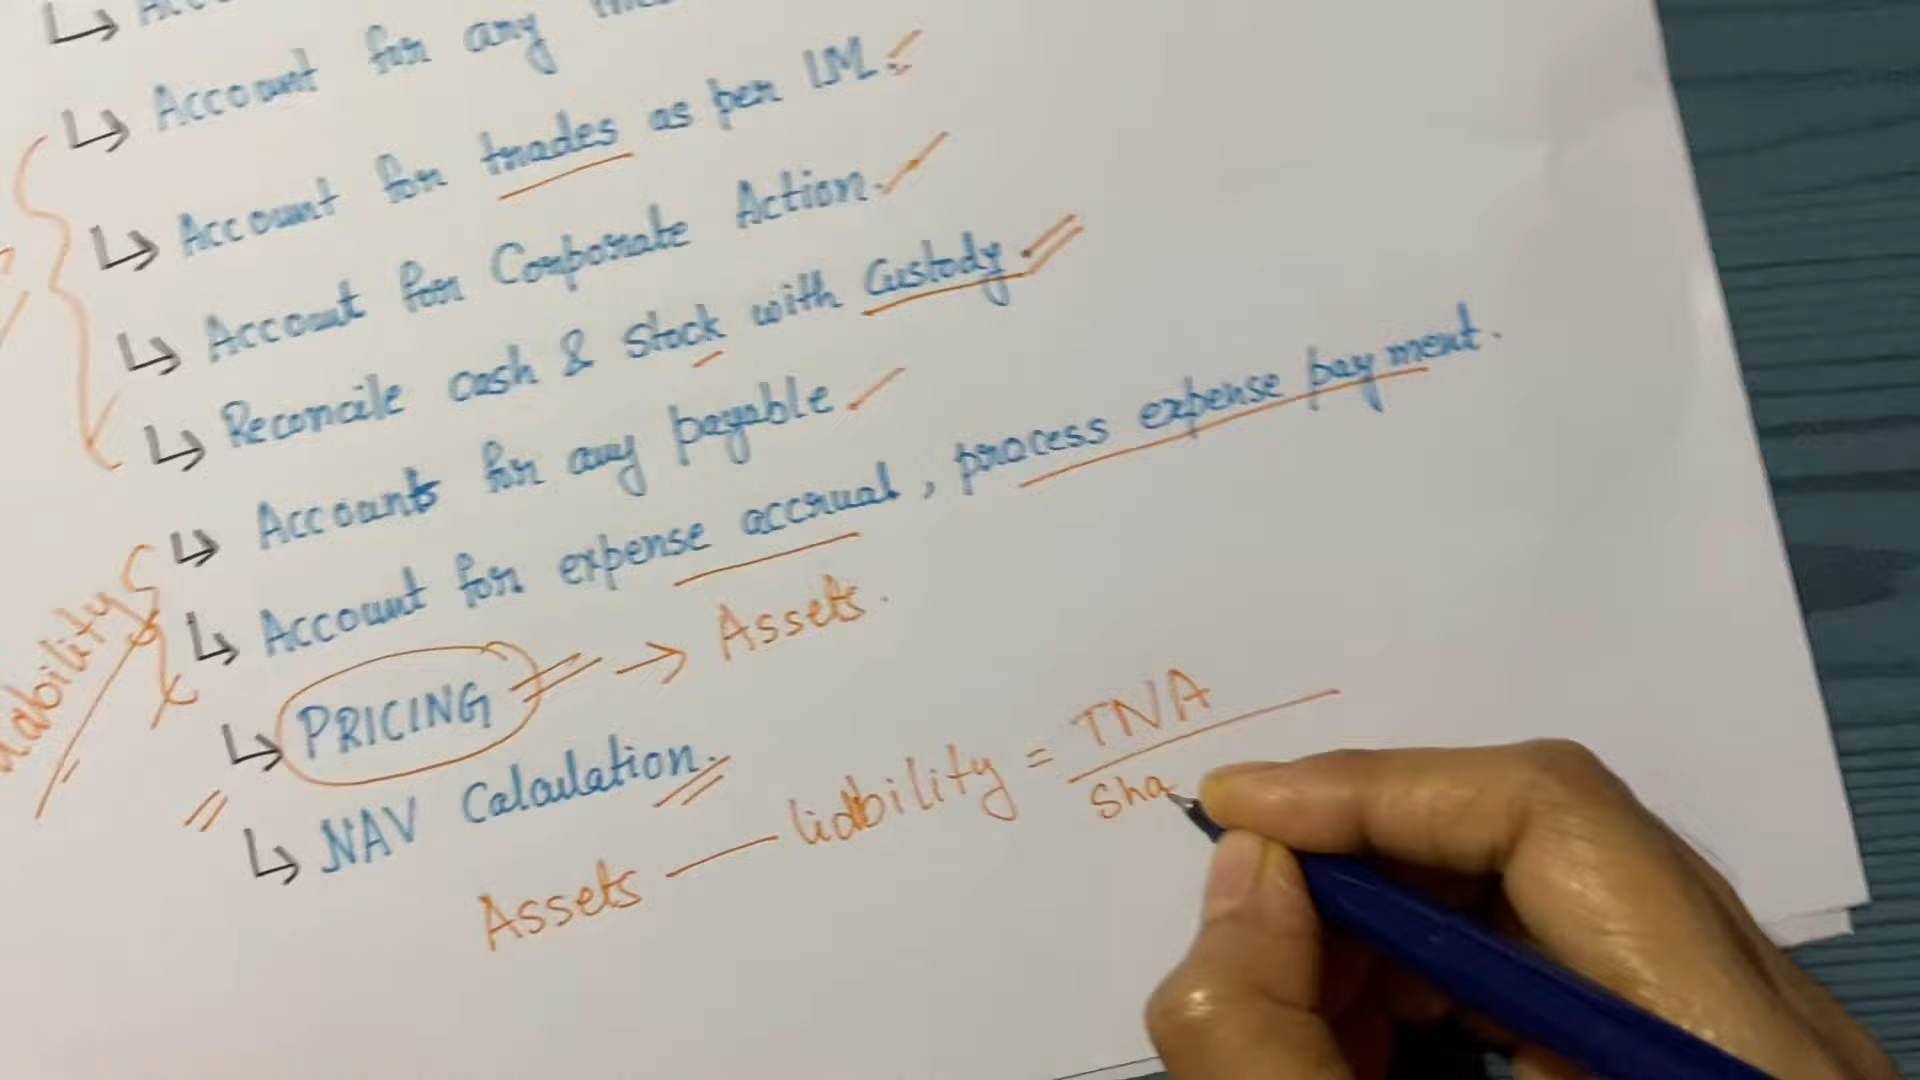 Account for any
Account for trades as per IM.
Account for Corporate Action.
Reconcile cash & stock with Custody.
Accounts for any payable
Account for expense accrual, process expense payment.
PRICING → Assets.
NAV Calculation.
Assets — liability = TNA
Sha